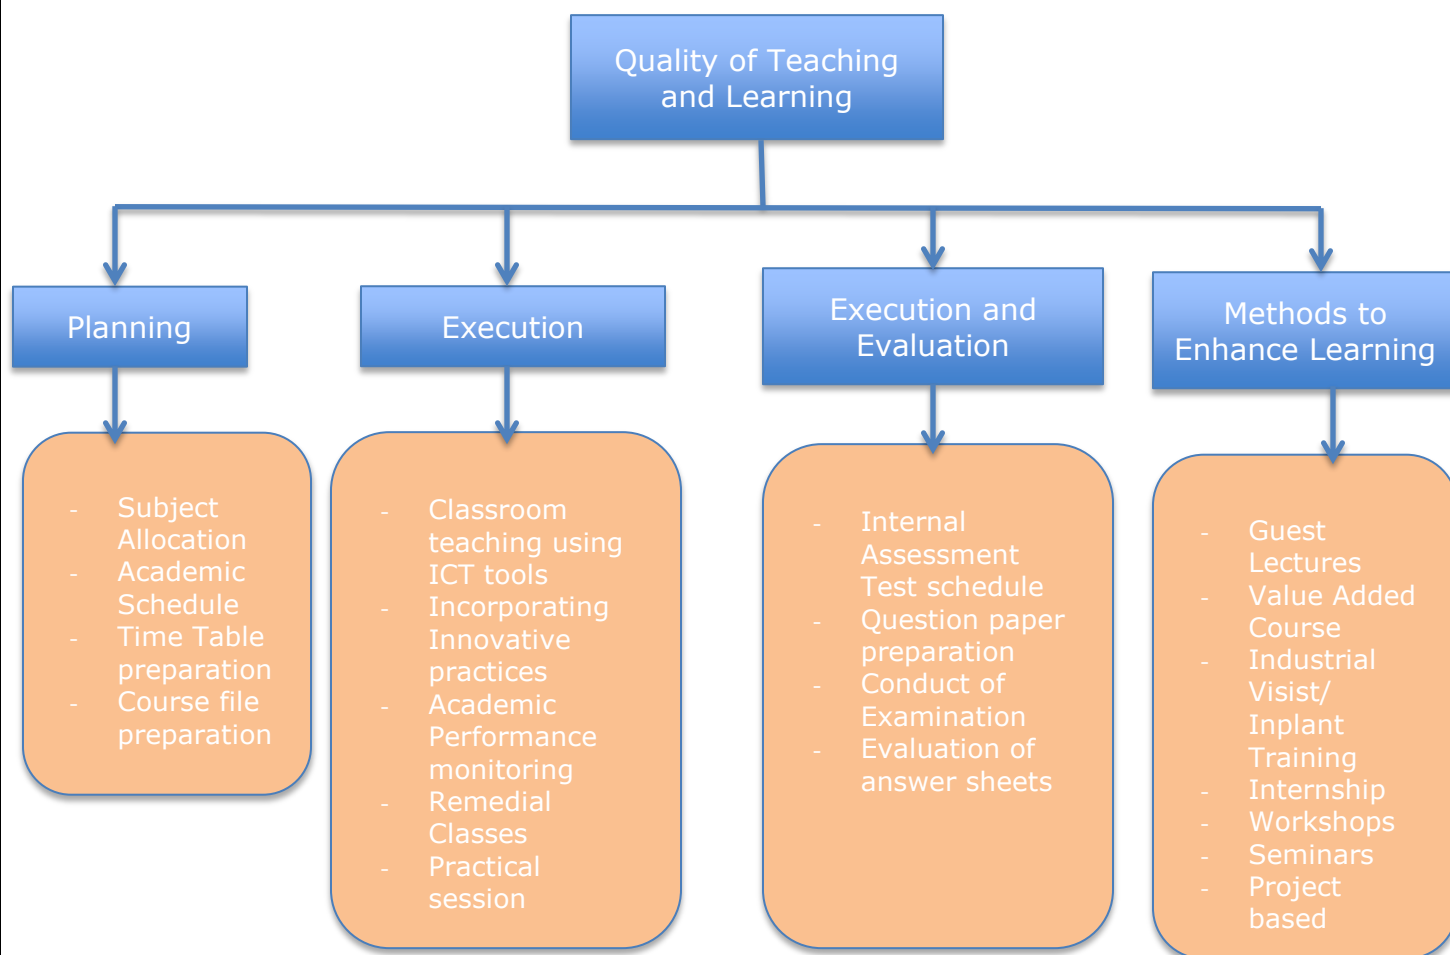 Quality of Teaching
and Learning
Planning
Execution
Execution and
Evaluation
Methods to
Enhance Learning
- Subject
Allocation
- Academic
Schedule
- Time Table
preparation
- Course file
preparation
- Classroom
teaching using
ICT tools
- Incorporating
Innovative
practices
- Academic
Performance
monitoring
- Remedial
Classes
- Practical
session
- Internal
Assessment
Test schedule
- Question paper
preparation
- Conduct of
Examination
- Evaluation of
answer sheets
- Guest
Lectures
- Value Added
Course
- Industrial
Visist/
Inplant
Training
- Internship
- Workshops
- Seminars
- Project
based